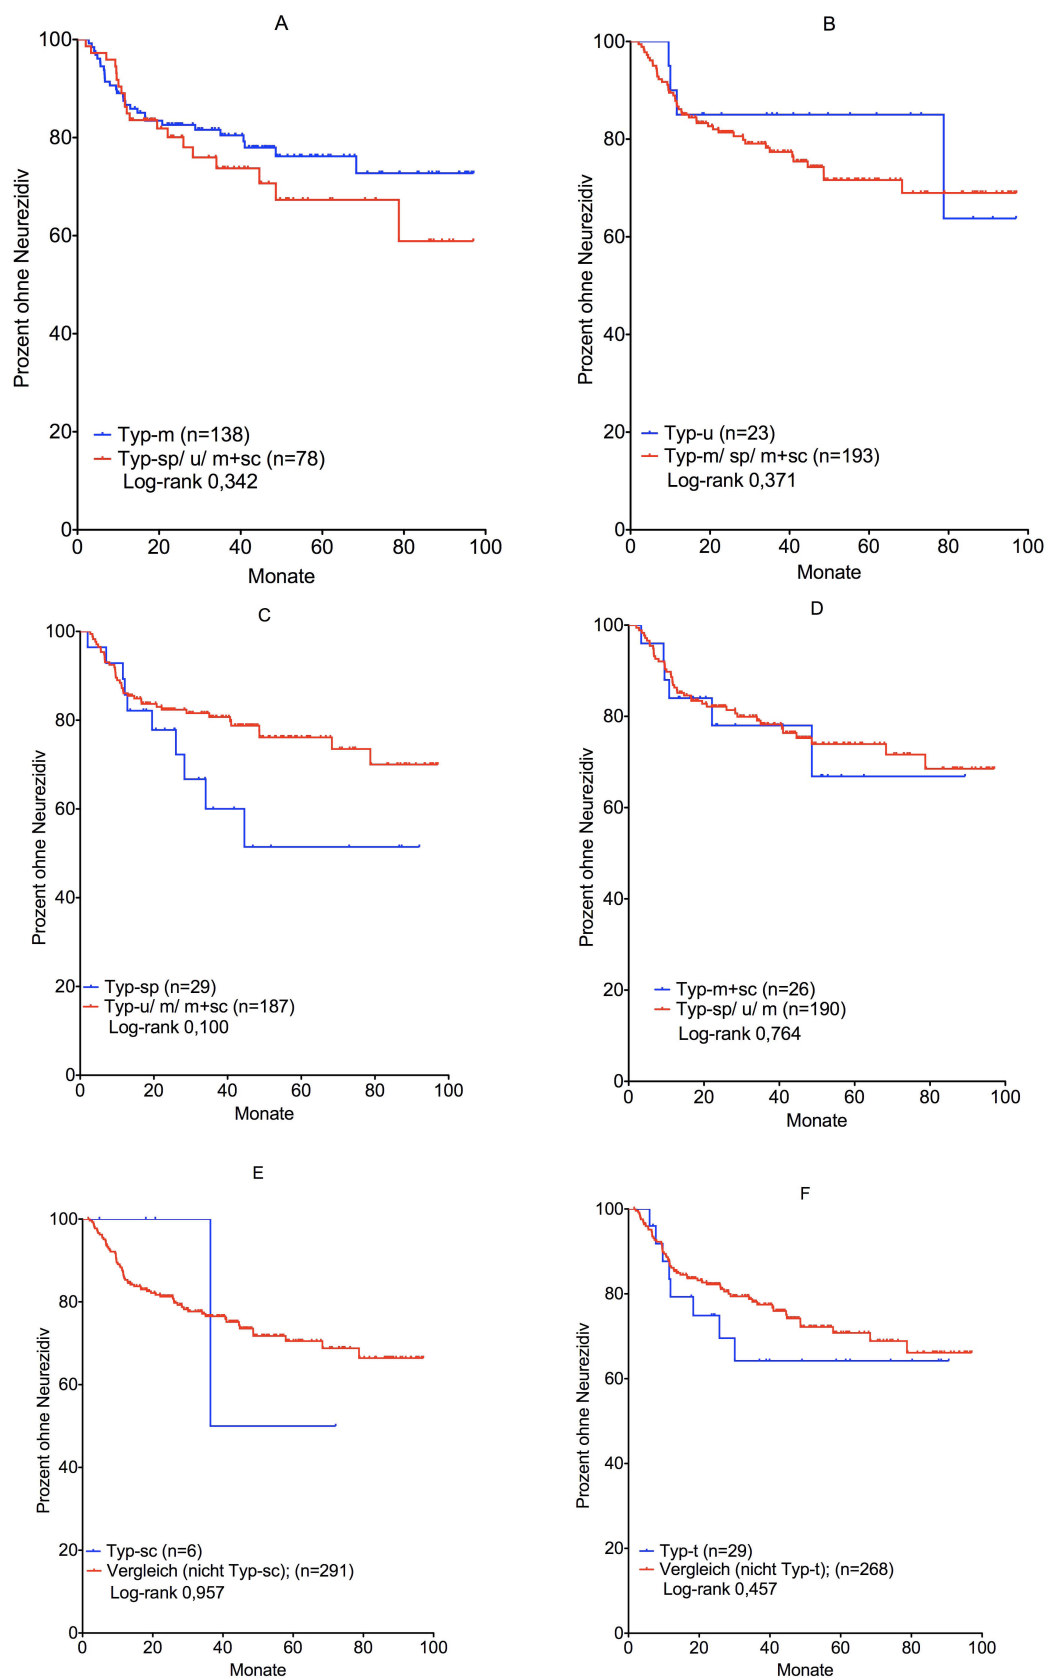 A
Prozent ohne Neurezidiv
100
80
60
40
20
0
Typ-m (n=138)
Typ-sp/ u/ m+sc (n=78)
Log-rank 0,342
0 20 40 60 80 100
Monate
B
Prozent ohne Neurezidiv
100
80
60
40
20
0
Typ-u (n=23)
Typ-m/ sp/ m+sc (n=193)
Log-rank 0,371
0 20 40 60 80 100
Monate
C
Prozent ohne Neurezidiv
100
80
60
40
20
0
Typ-sp (n=29)
Typ-u/ m/ m+sc (n=187)
Log-rank 0,100
0 20 40 60 80 100
Monate
D
Prozent ohne Neurezidiv
100
80
60
40
20
0
Typ-m+sc (n=26)
Typ-sp/ u/ m (n=190)
Log-rank 0,764
0 20 40 60 80 100
Monate
E
Prozent ohne Neurezidiv
100
80
60
40
20
0
Typ-sc (n=6)
Vergleich (nicht Typ-sc); (n=291)
Log-rank 0,957
0 20 40 60 80 100
Monate
F
Prozent ohne Neurezidiv
100
80
60
40
20
0
Typ-t (n=29)
Vergleich (nicht Typ-t); (n=268)
Log-rank 0,457
0 20 40 60 80 100
Monate